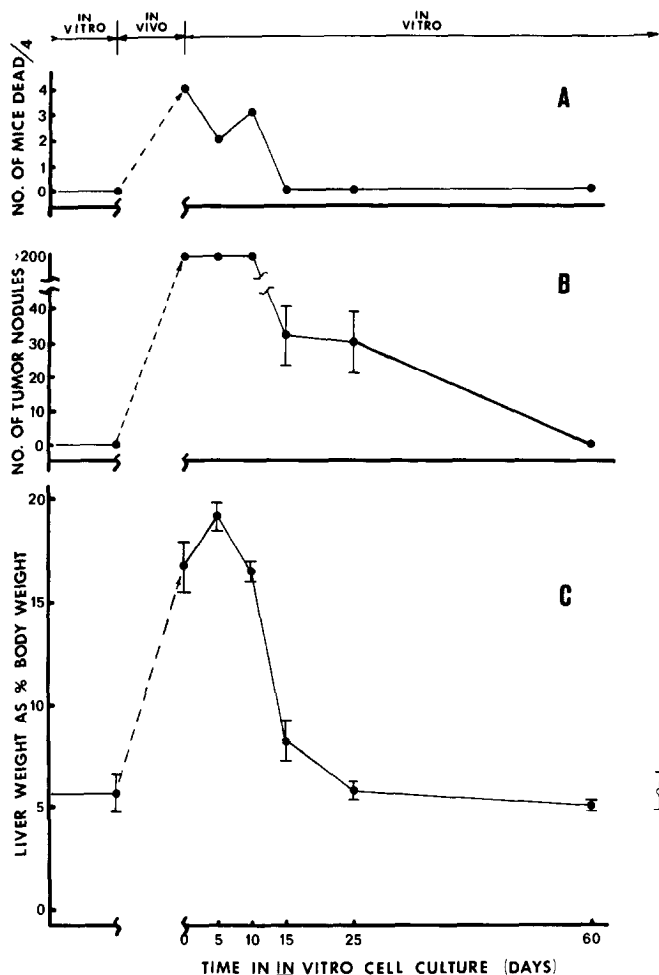 IN VITRO
IN VIVO
IN VITRO
NO. OF MICE DEAD/4
4
3
2
1
0
A
NO. OF TUMOR NODULES
›200
40
30
20
10
0
B
LIVER WEIGHT AS % BODY WEIGHT
20
15
10
5
0
C
0 5 10 15 25 60
TIME IN IN VITRO CELL CULTURE (DAYS)